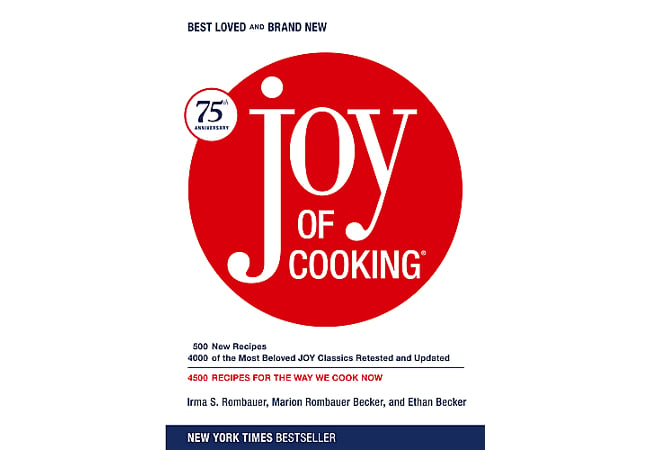 BEST LOVED AND BRAND NEW
75th
ANNIVERSARY
joy
OF
COOKING®
500 New Recipes
4000 of the Most Beloved JOY Classics Retested and Updated
4500 RECIPES FOR THE WAY WE COOK NOW
Irma S. Rombauer, Marion Rombauer Becker, and Ethan Becker
NEW YORK TIMES BESTSELLER